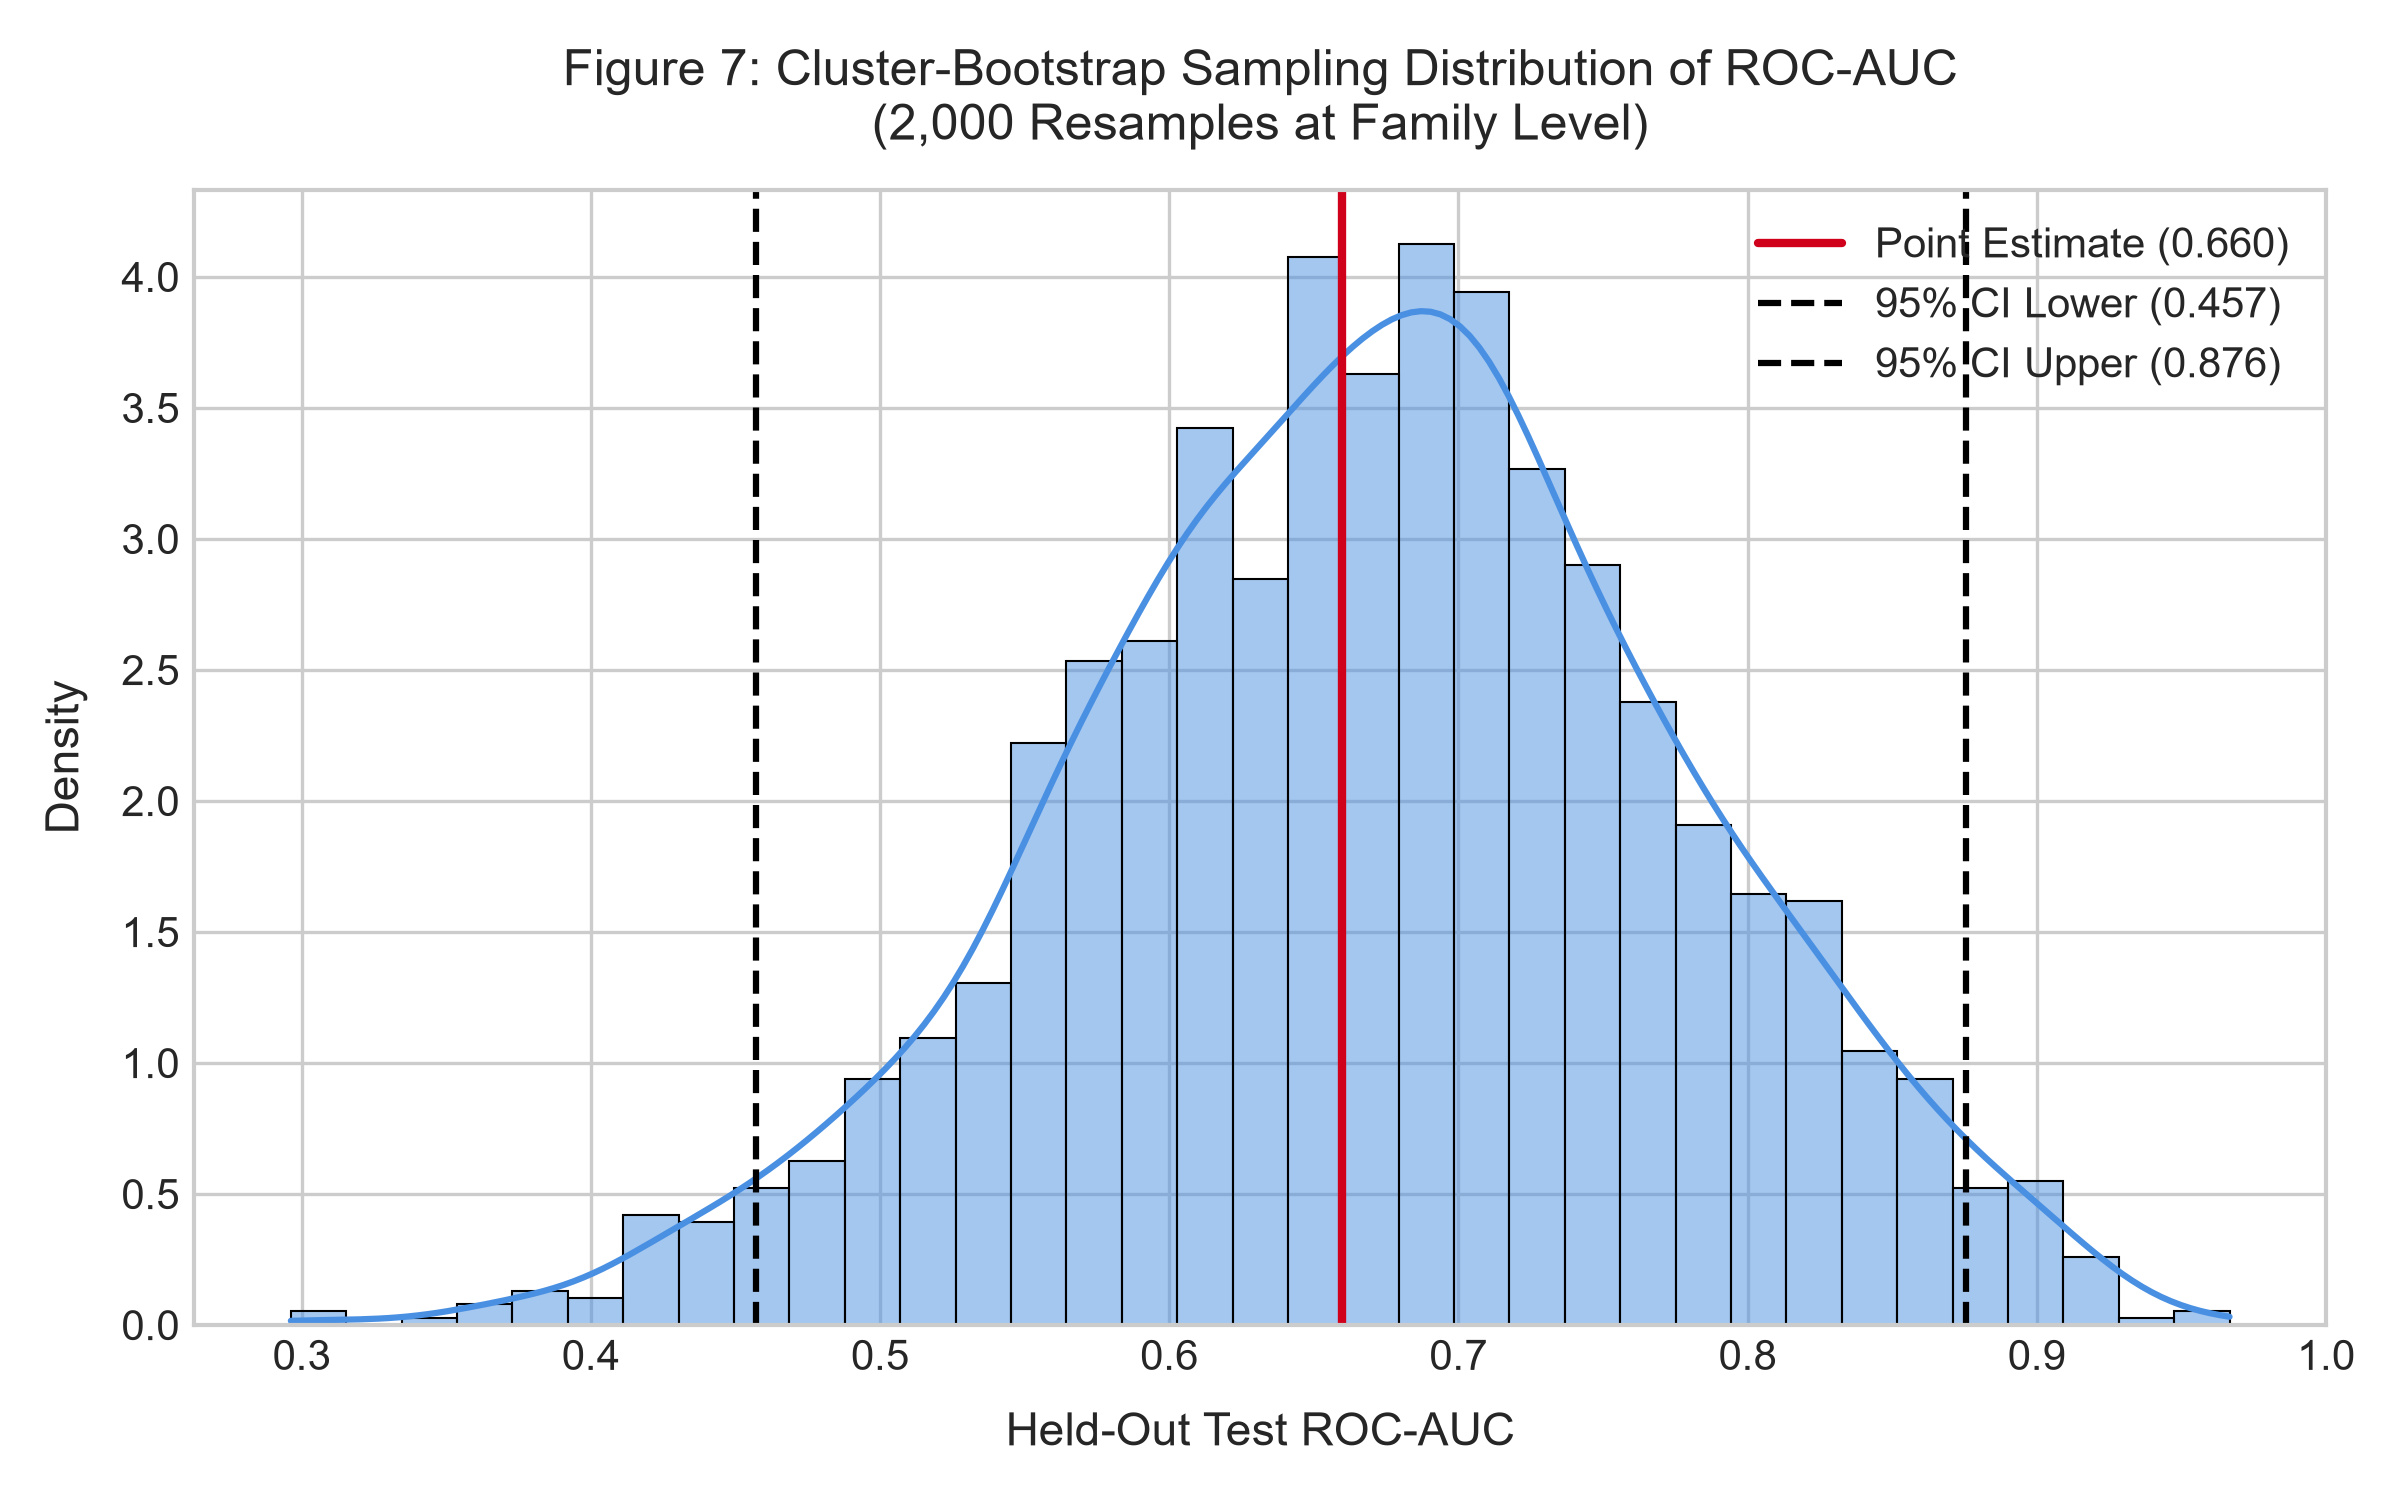 Figure 7: Cluster-Bootstrap Sampling Distribution of ROC-AUC
(2,000 Resamples at Family Level)
Point Estimate (0.660)
95% CI Lower (0.457)
95% CI Upper (0.876)
4.0
3.5
3.0
2.5
2.0
1.5
1.0
0.5
0.0
Density
0.3 0.4 0.5 0.6 0.7 0.8 0.9 1.0
Held-Out Test ROC-AUC